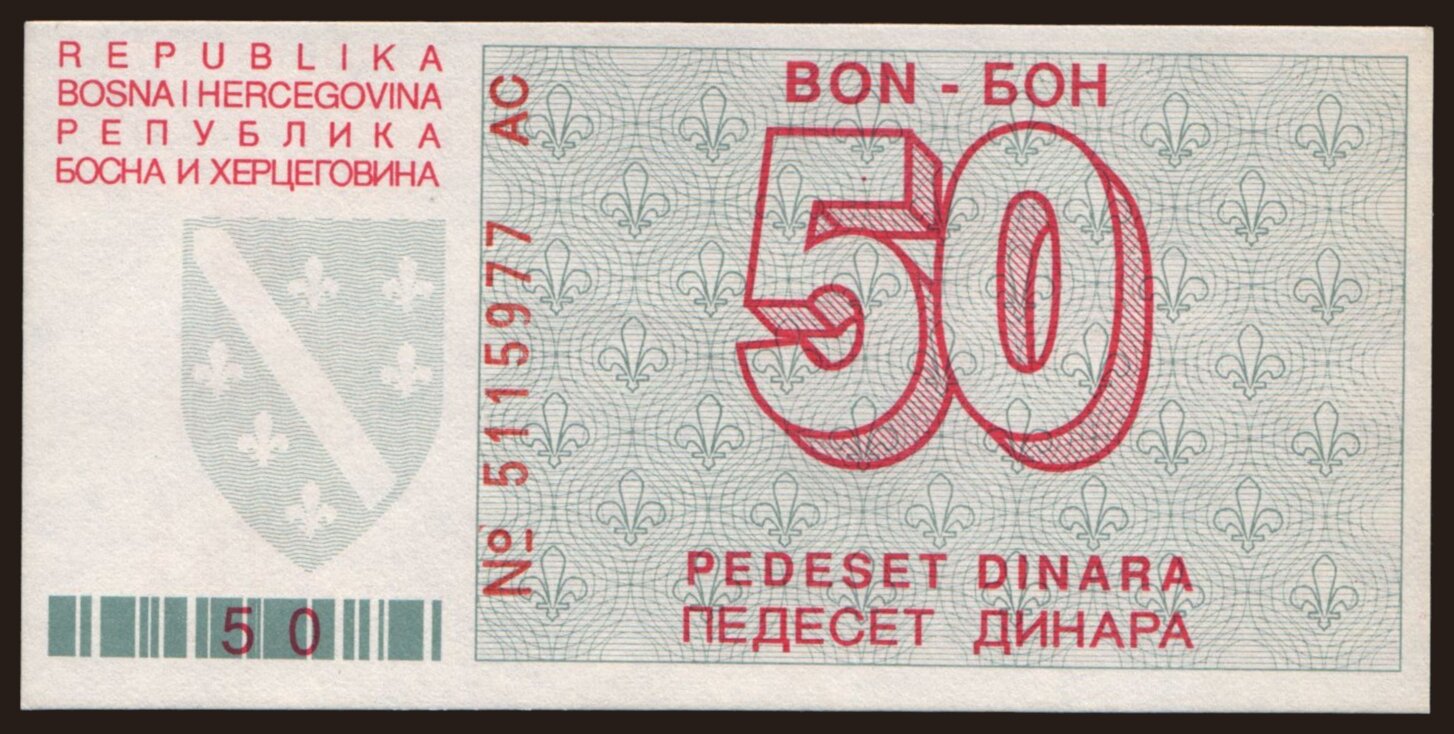 REPUBLIKA
BOSNA I HERCEGOVINA
РЕПУБЛИКА
БОСНА И ХЕРЦЕГОВИНА
50
№ 5115977 AC
BON - БОН
50
PEDESET DINARA
ПЕДЕСЕТ ДИНАРА